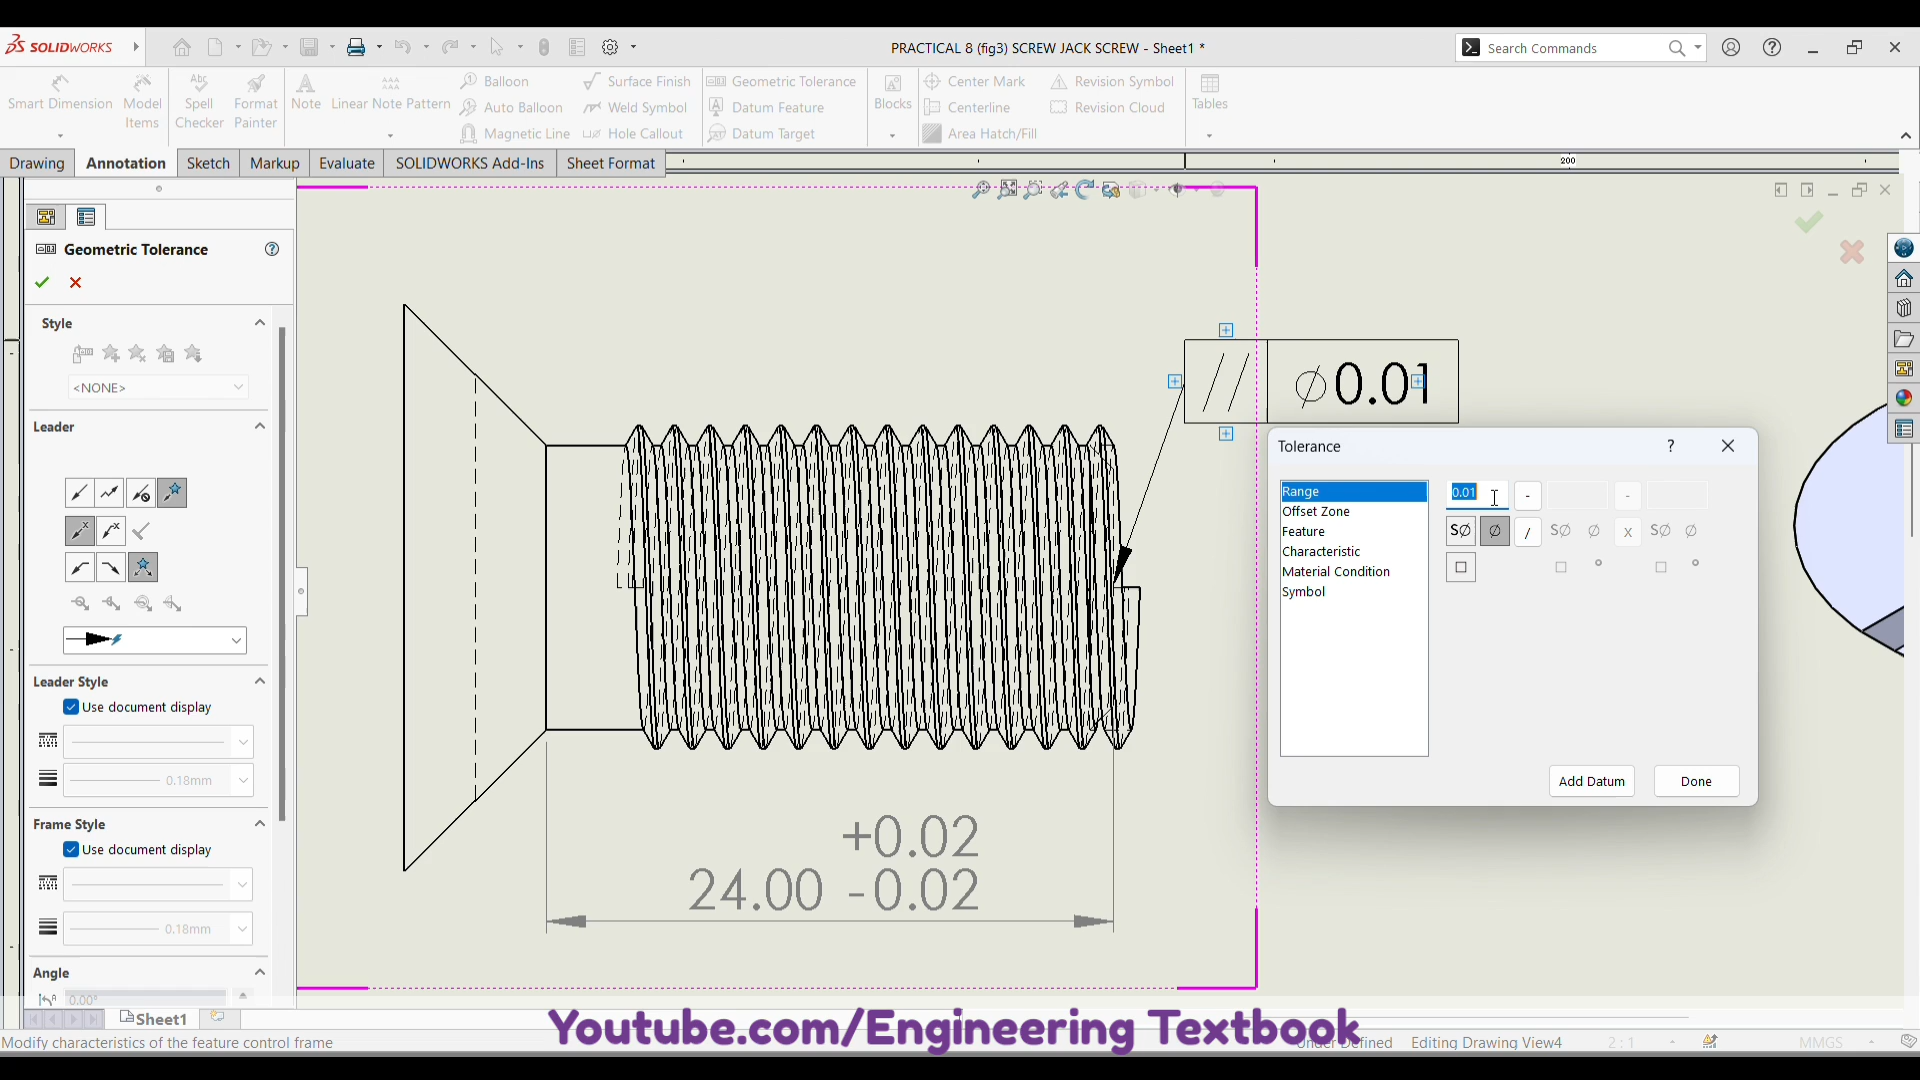 SOLIDWORKS
PRACTICAL 8 (fig3) SCREW JACK SCREW - Sheet1 *
Search Commands
Smart Dimension
Model Items
Spell Checker
Format Painter
Note
Linear Note Pattern
Balloon
Auto Balloon
Magnetic Line
Surface Finish
Weld Symbol
Hole Callout
Geometric Tolerance
Datum Feature
Datum Target
Blocks
Center Mark
Centerline
Area Hatch/Fill
Revision Symbol
Revision Cloud
Tables
Drawing
Annotation
Sketch
Markup
Evaluate
SOLIDWORKS Add-Ins
Sheet Format
200
Geometric Tolerance
Style
<NONE>
Leader
Leader Style
Use document display
0.18mm
Frame Style
Use document display
0.18mm
Angle
0.00°
∅0.01
+0.02
24.00 -0.02
Tolerance
?
Range
Offset Zone
Feature
Characteristic
Material Condition
Symbol
0.01
-
-
S∅
∅
/
S∅
∅
X
S∅
∅
Add Datum
Done
Sheet1
Youtube.com/Engineering Textbook
Modify characteristics of the feature control frame
Under Defined
Editing Drawing View4
2 : 1
MMGS